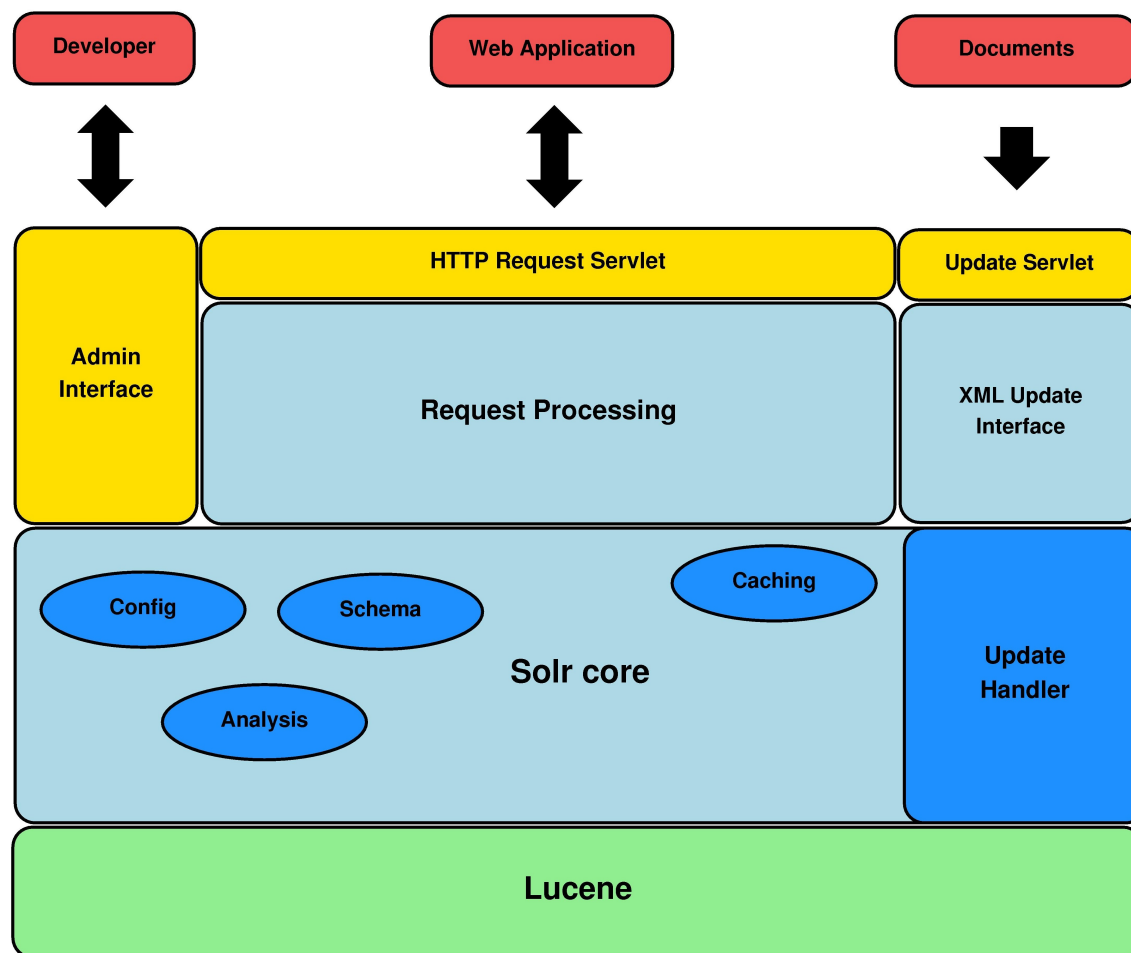 Developer
Web Application
Documents
HTTP Request Servlet
Update Servlet
Admin
Interface
Request Processing
XML Update
Interface
Config
Schema
Caching
Analysis
Solr core
Update
Handler
Lucene